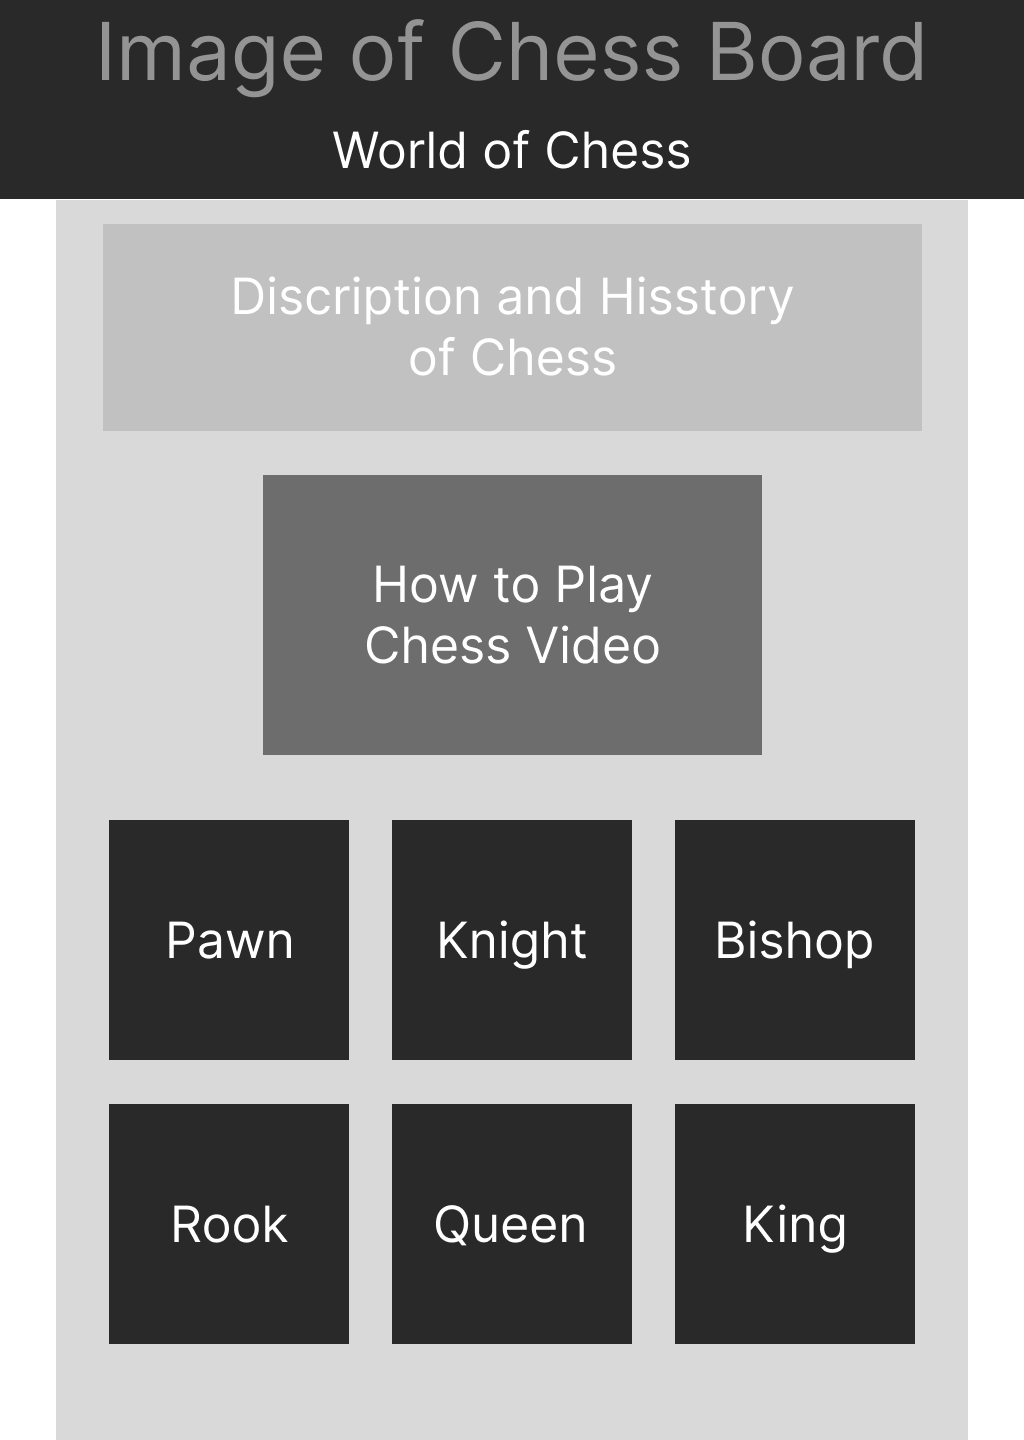 Image of Chess Board
World of Chess
Discription and Hisstory
of Chess
How to Play
Chess Video
Pawn
Knight
Bishop
Rook
Queen
King